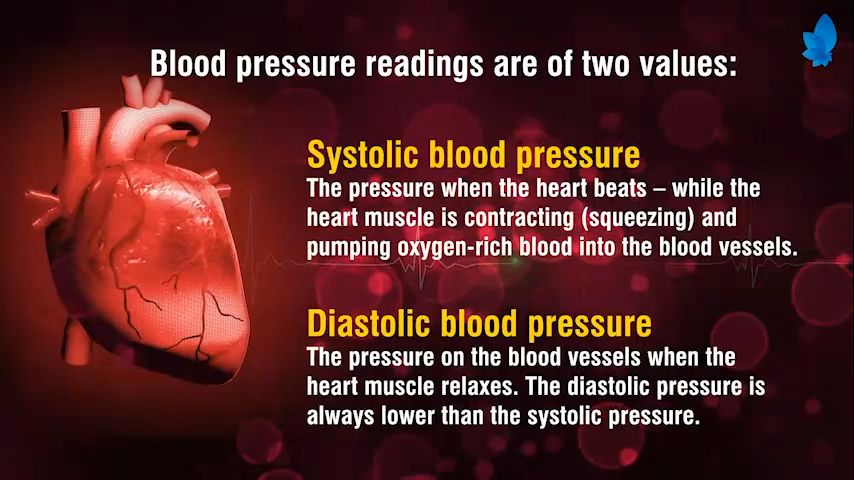 Blood pressure readings are of two values:
Systolic blood pressure
The pressure when the heart beats – while the
heart muscle is contracting (squeezing) and
pumping oxygen-rich blood into the blood vessels.
Diastolic blood pressure
The pressure on the blood vessels when the
heart muscle relaxes. The diastolic pressure is
always lower than the systolic pressure.